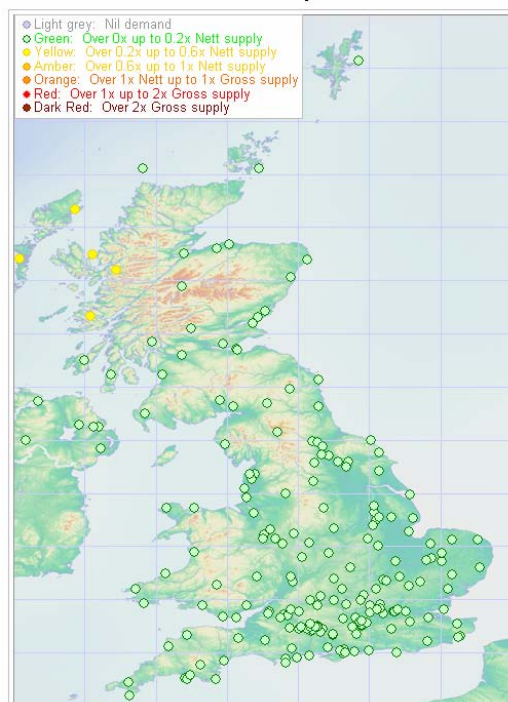 Light grey: Nil demand
Green: Over 0x up to 0.2x Nett supply
Yellow: Over 0.2x up to 0.6x Nett supply
Amber: Over 0.6x up to 1x Nett supply
Orange: Over 1x Nett up to 1x Gross supply
Red: Over 1x up to 2x Gross supply
Dark Red: Over 2x Gross supply